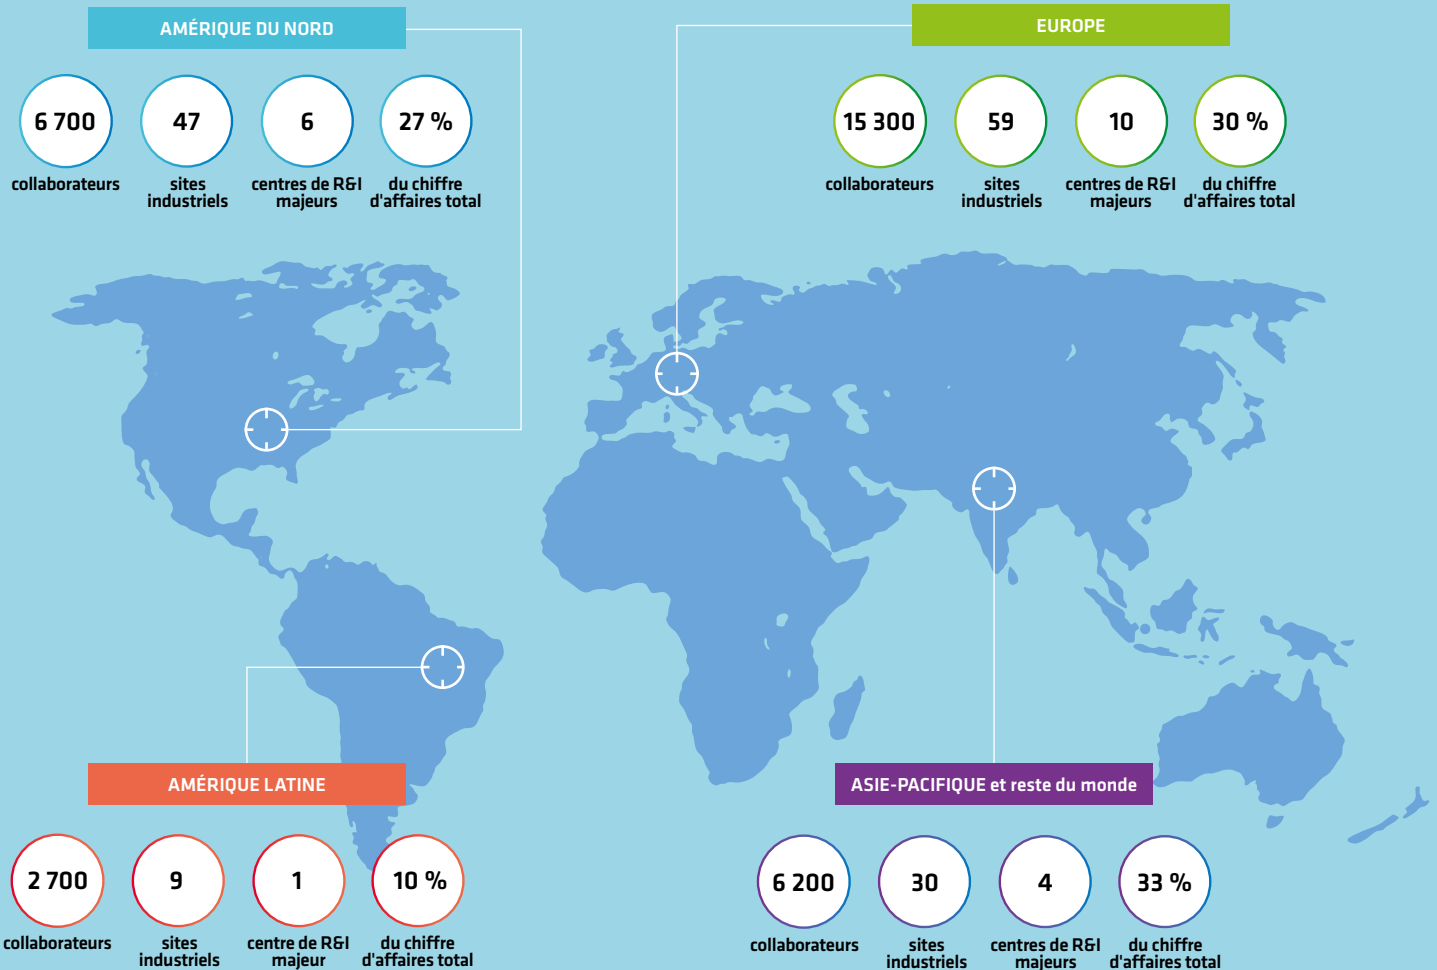 AMÉRIQUE DU NORD
6 700
47
6
27 %
collaborateurs
sites
industriels
centres de R&I
majeurs
du chiffre
d'affaires total
EUROPE
15 300
59
10
30 %
collaborateurs
sites
industriels
centres de R&I
majeurs
du chiffre
d'affaires total
AMÉRIQUE LATINE
2 700
9
1
10 %
collaborateurs
sites
industriels
centre de R&I
majeur
du chiffre
d'affaires total
ASIE-PACIFIQUE et reste du monde
6 200
30
4
33 %
collaborateurs
sites
industriels
centres de R&I
majeurs
du chiffre
d'affaires total